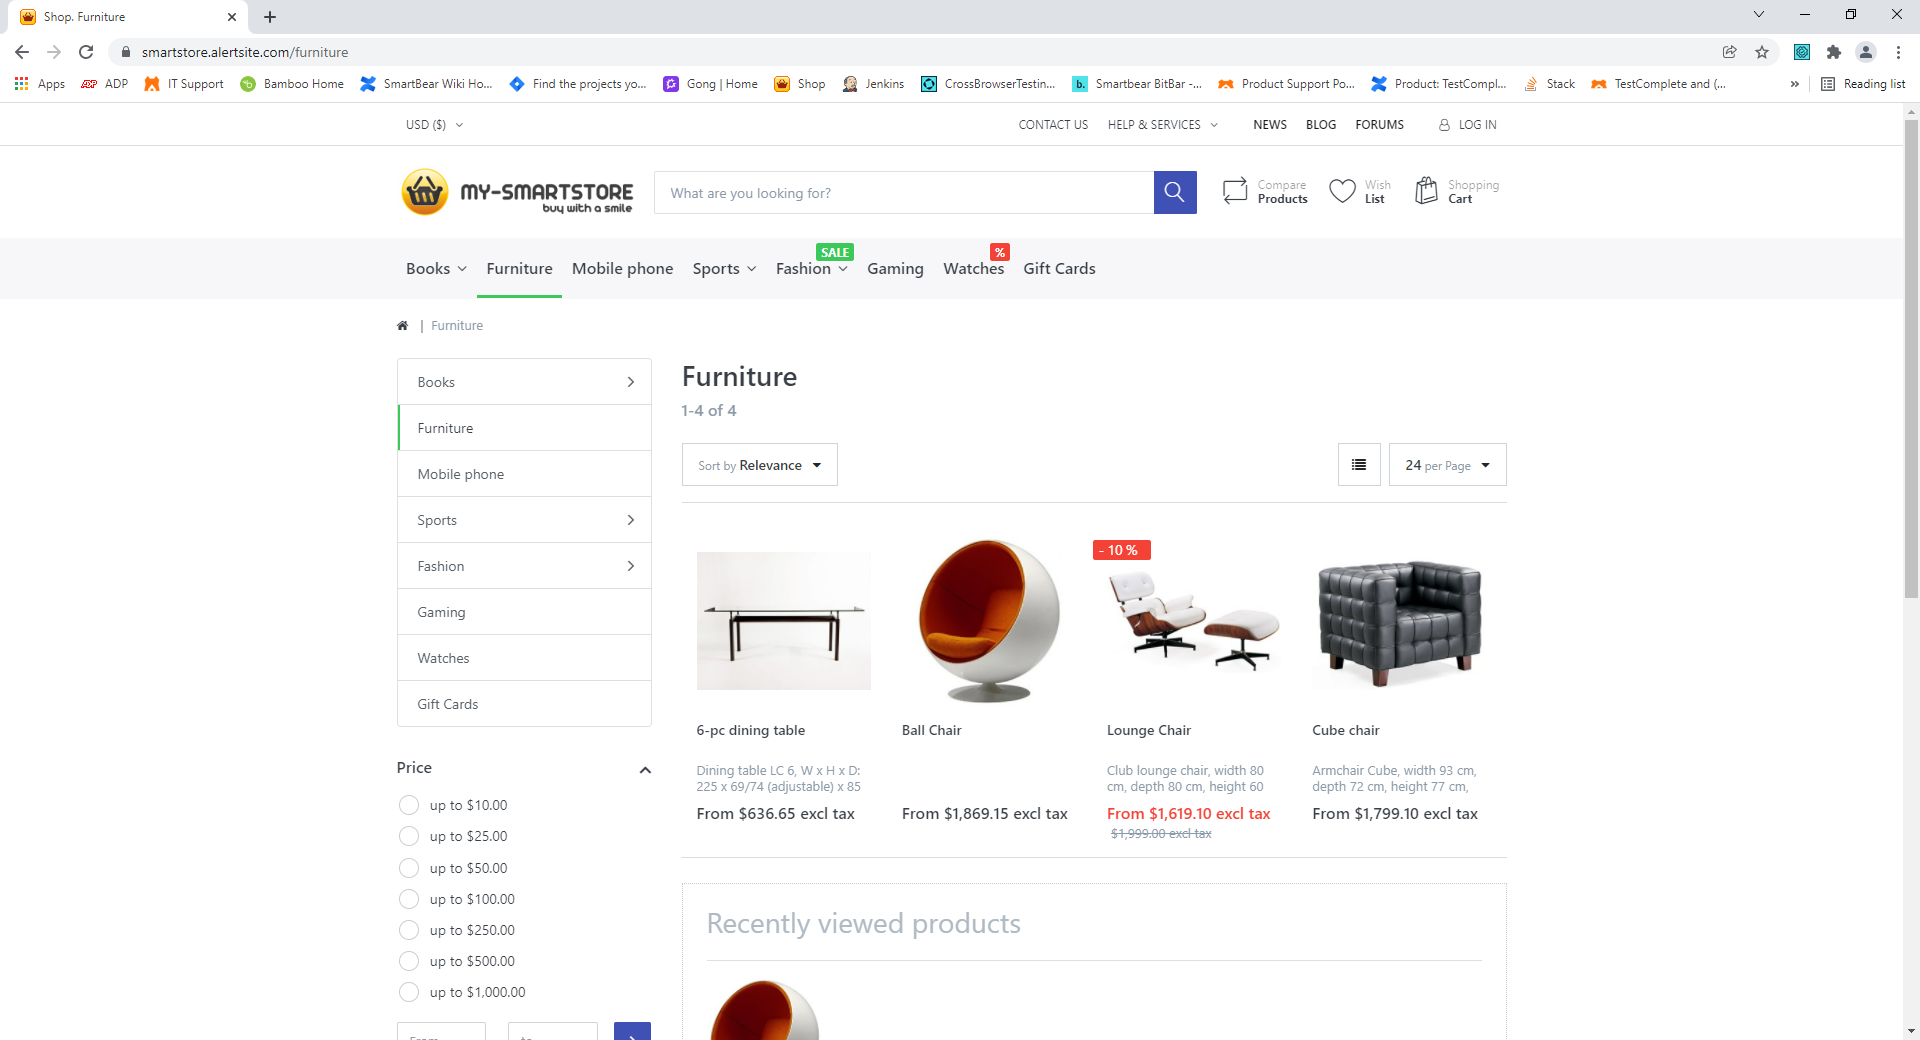 Shop. Furniture
smartstore.alertsite.com/furniture
Apps ADP IT Support Bamboo Home SmartBear Wiki Ho... Find the projects yo... Gong | Home Shop Jenkins CrossBrowserTestin... Smartbear BitBar -... Product Support Po... Product: TestCompl... Stack TestComplete and (... » Reading list
USD ($) CONTACT US HELP & SERVICES NEWS BLOG FORUMS LOG IN
MY-SMARTSTORE
buy with a smile
What are you looking for?
Compare
Products
Wish
List
Shopping
Cart
SALE %
Books Furniture Mobile phone Sports Fashion Gaming Watches Gift Cards
| Furniture
Books
Furniture
Mobile phone
Sports
Fashion
Gaming
Watches
Gift Cards
Price
up to $10.00
up to $25.00
up to $50.00
up to $100.00
up to $250.00
up to $500.00
up to $1,000.00
Furniture
1-4 of 4
Sort by Relevance
24 per Page
6-pc dining table
Dining table LC 6, W x H x D:
225 x 69/74 (adjustable) x 85
From $636.65 excl tax
Ball Chair
From $1,869.15 excl tax
- 10 %
Lounge Chair
Club lounge chair, width 80
cm, depth 80 cm, height 60
From $1,619.10 excl tax
$1,999.00 excl tax
Cube chair
Armchair Cube, width 93 cm,
depth 72 cm, height 77 cm,
From $1,799.10 excl tax
Recently viewed products